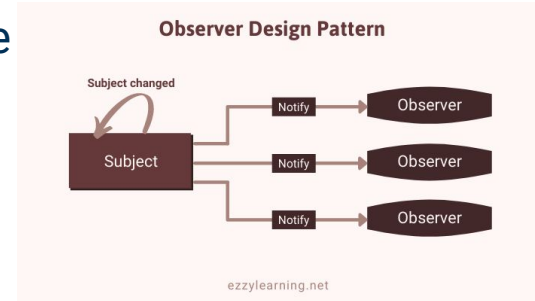 e
Observer Design Pattern
Subject changed
Notify
Observer
Subject
Notify
Observer
Notify
Observer
ezzylearning.net